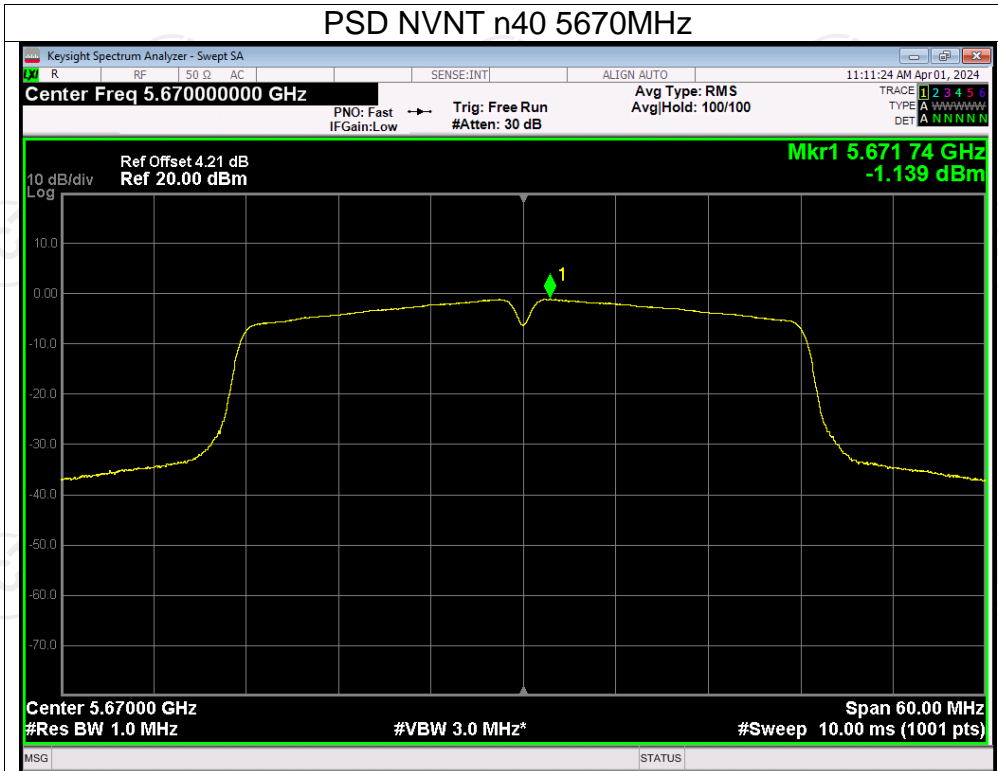 PSD NVNT n40 5670MHz
Keysight Spectrum Analyzer - Swept SA
LXI R RF 50 Ω AC SENSE:INT ALIGN AUTO 11:11:24 AM Apr 01, 2024
Center Freq 5.670000000 GHz
PNO: Fast
IFGain:Low
Trig: Free Run
#Atten: 30 dB
Avg Type: RMS
Avg|Hold: 100/100
TRACE 1 2 3 4 5 6
TYPE A WWWWW
DET A N N N N N
Mkr1 5.671 74 GHz
-1.139 dBm
Ref Offset 4.21 dB
10 dB/div Ref 20.00 dBm
Log
10.0
1
0.00
-10.0
-20.0
-30.0
-40.0
-50.0
-60.0
-70.0
Center 5.67000 GHz Span 60.00 MHz
#Res BW 1.0 MHz #VBW 3.0 MHz* #Sweep 10.00 ms (1001 pts)
MSG STATUS